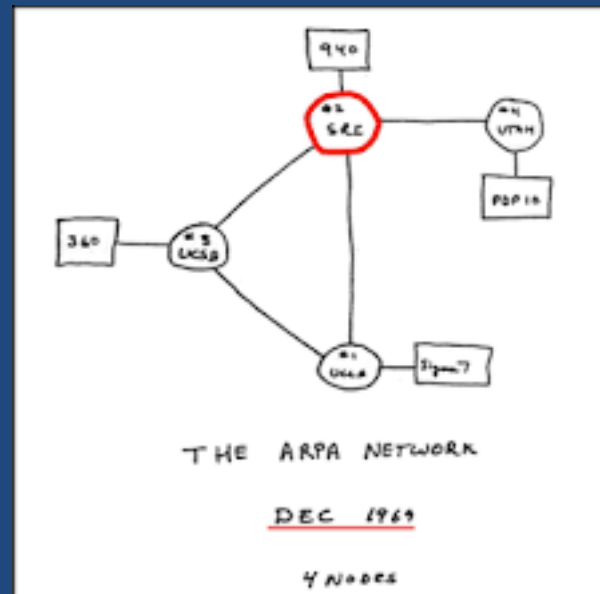 940
#2
SRI
#4
UTAH
PDP 10
360
#3
UCSB
#1
UCLA
Sigma 7
THE ARPA NETWORK
DEC 1969
4 NODES